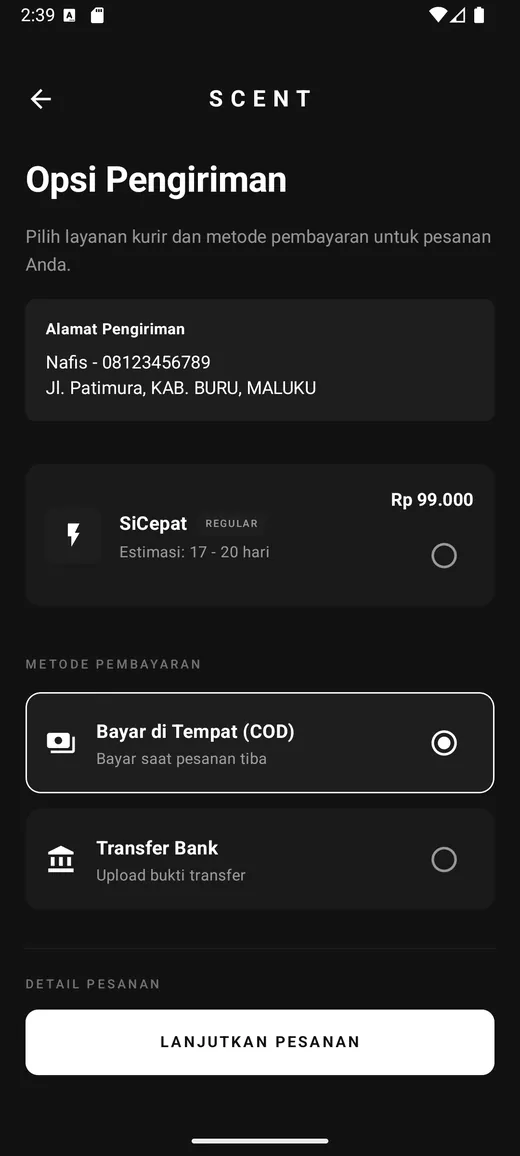 2:39
SCENT
Opsi Pengiriman
Pilih layanan kurir dan metode pembayaran untuk pesanan
Anda.
Alamat Pengiriman
Nafis - 08123456789
Jl. Patimura, KAB. BURU, MALUKU
Rp 99.000
SiCepat REGULAR
Estimasi: 17 - 20 hari
METODE PEMBAYARAN
Bayar di Tempat (COD)
Bayar saat pesanan tiba
Transfer Bank
Upload bukti transfer
DETAIL PESANAN
LANJUTKAN PESANAN